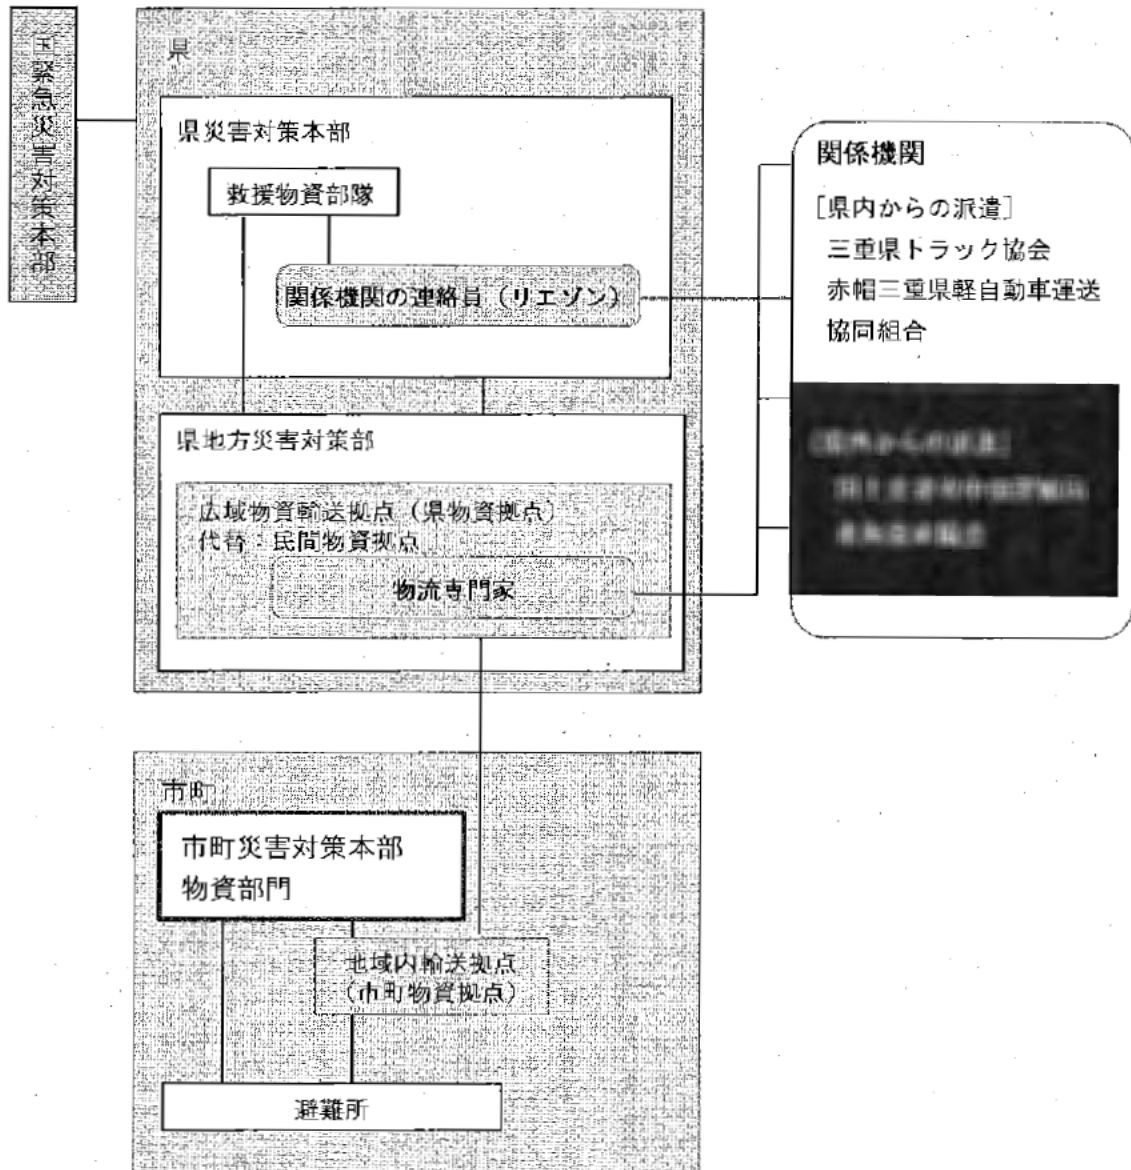 国緊急災害対策本部
県
県災害対策本部
救援物資部隊
関係機関の連絡員（リエゾン）
関係機関
［県内からの派遣］
三重県トラック協会
赤帽三重県軽自動車運送
協同組合
県地方災害対策部
広域物資輸送拠点（県物資拠点）
代替：民間物資拠点
物流専門家
市町
市町災害対策本部
物資部門
地域内輸送拠点
（市町物資拠点）
避難所